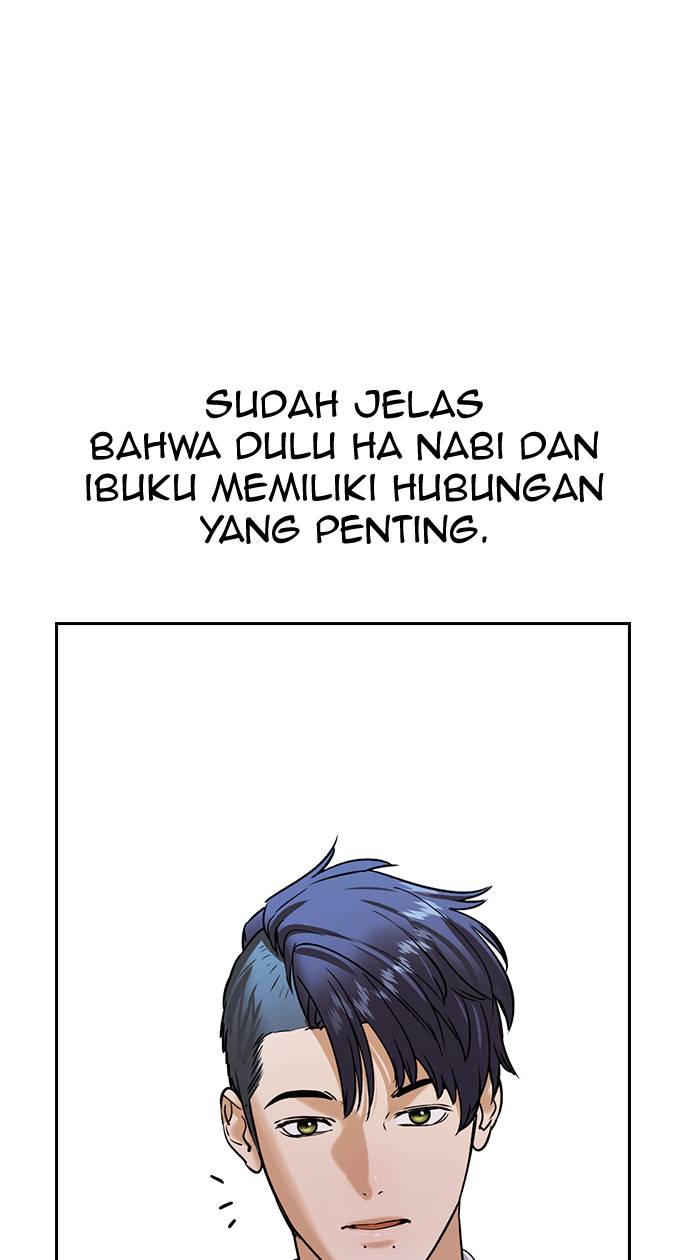 SUDAH JELAS
BAHWA DULU HA NABI DAN
IBUKU MEMILIKI HUBUNGAN
YANG PENTING.